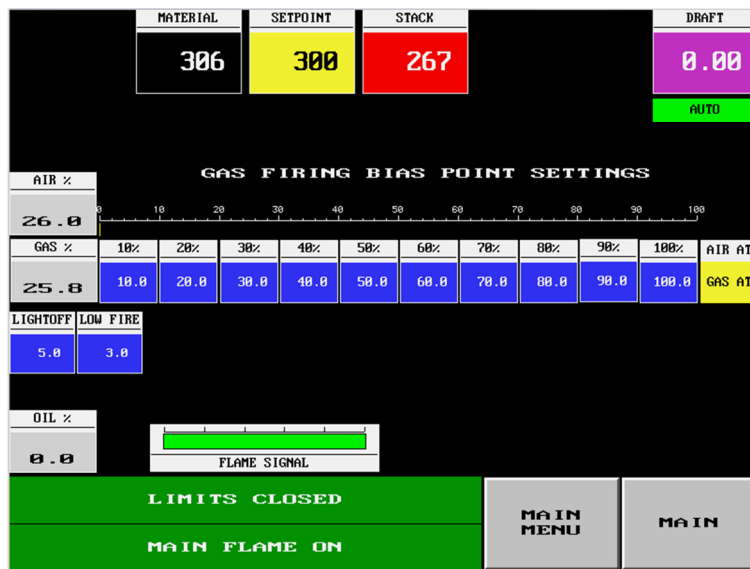 MATERIAL SETPOINT STACK DRAFT
306 300 267 0.00
AUTO
GAS FIRING BIAS POINT SETTINGS
AIR %
26.0
0 10 20 30 40 50 60 70 80 90 100
GAS % 10% 20% 30% 40% 50% 60% 70% 80% 90% 100% AIR AT
25.8 10.0 20.0 30.0 40.0 50.0 60.0 70.0 80.0 90.0 100.0 GAS AT
LIGHTOFF LOW FIRE
5.0 3.0
OIL %
0.0
FLAME SIGNAL
LIMITS CLOSED
MAIN FLAME ON
MAIN
MENU
MAIN